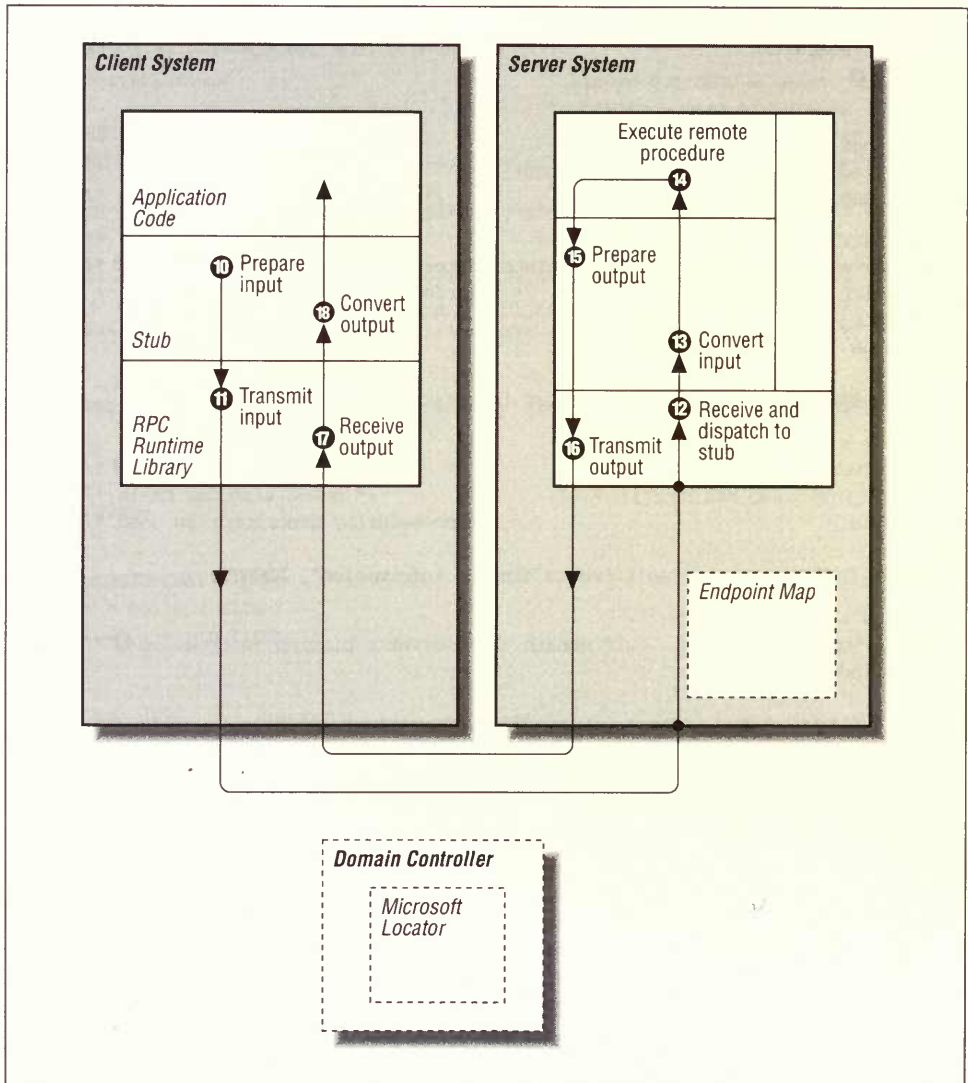 Client System
Application
Code
10 Prepare
input
18 Convert
output
Stub
11 Transmit
input
RPC
Runtime
Library
17 Receive
output
Server System
Execute remote
procedure
14
15 Prepare
output
13 Convert
input
12 Receive and
dispatch to
stub
16 Transmit
output
Endpoint Map
Domain Controller
Microsoft
Locator